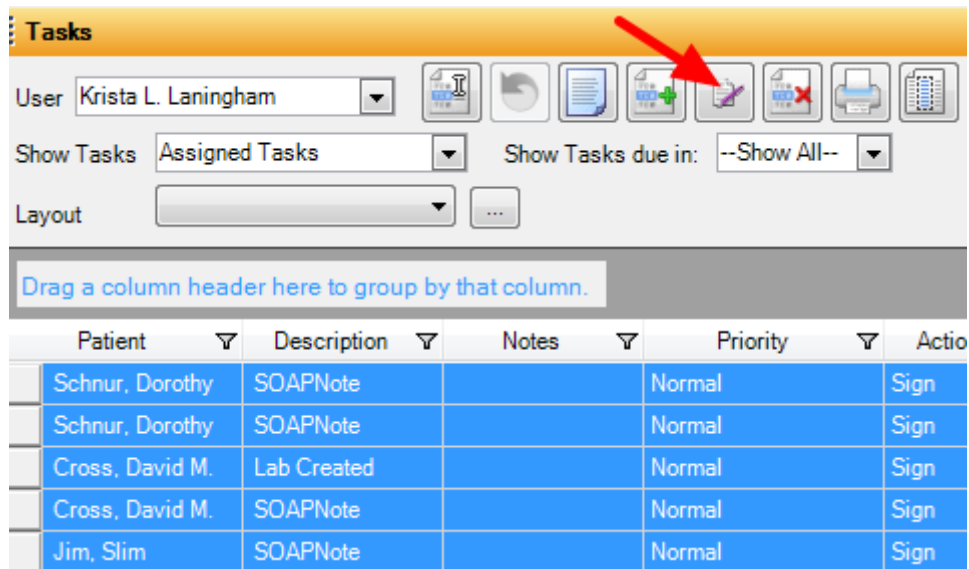 Tasks
User Krista L. Laningham
Show Tasks Assigned Tasks Show Tasks due in: --Show All--
Layout ...
Drag a column header here to group by that column.
Patient Description Notes Priority Actio
Schnur, Dorothy SOAPNote Normal Sign
Schnur, Dorothy SOAPNote Normal Sign
Cross, David M. Lab Created Normal Sign
Cross, David M. SOAPNote Normal Sign
Jim, Slim SOAPNote Normal Sign